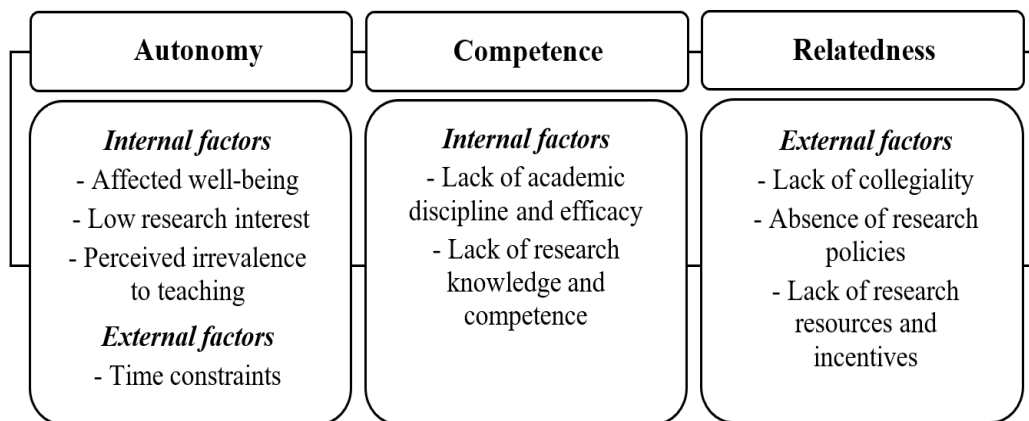 Autonomy
Internal factors
- Affected well-being
- Low research interest
- Perceived irrevalence
to teaching
External factors
- Time constraints
Competence
Internal factors
- Lack of academic
discipline and efficacy
- Lack of research
knowledge and
competence
Relatedness
External factors
- Lack of collegiality
- Absence of research
policies
- Lack of research
resources and
incentives